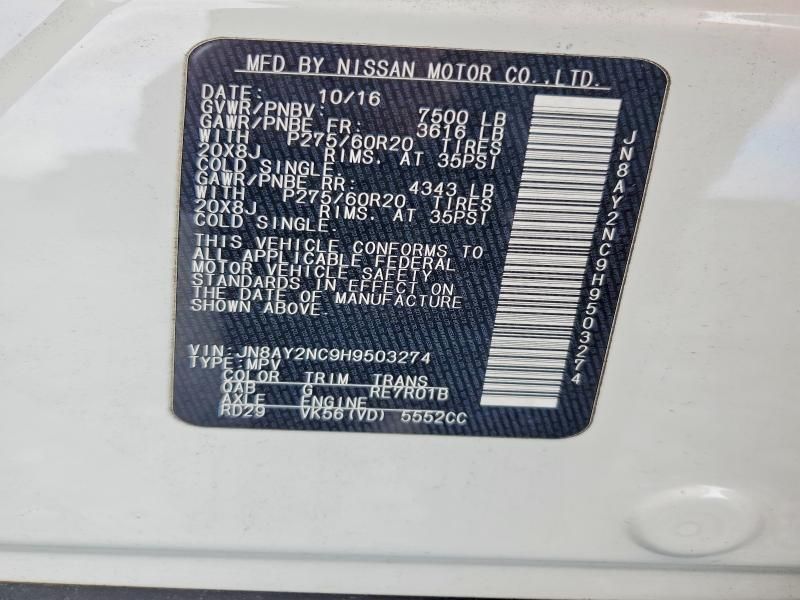 MFD BY NISSAN MOTOR CO.,LTD.
DATE: 10/16
GVWR/PNBV: 7500 LB
GAWR/PNBE FR: 3616 LB
WITH P275/60R20 TIRES
20X8J RIMS. AT 35PSI
COLD SINGLE.
GAWR/PNBE RR: 4343 LB
WITH P275/60R20 TIRES
20X8J RIMS. AT 35PSI
COLD SINGLE.
THIS VEHICLE CONFORMS TO
ALL APPLICABLE FEDERAL
MOTOR VEHICLE SAFETY
STANDARDS IN EFFECT ON
THE DATE OF MANUFACTURE
SHOWN ABOVE.
VIN: JN8AY2NC9H9503274
TYPE: MPV
COLOR TRIM TRANS
QAB G RE7R01B
AXLE ENGINE
RD29 VK56(VD) 5552CC
JN8AY2NC9H9503274